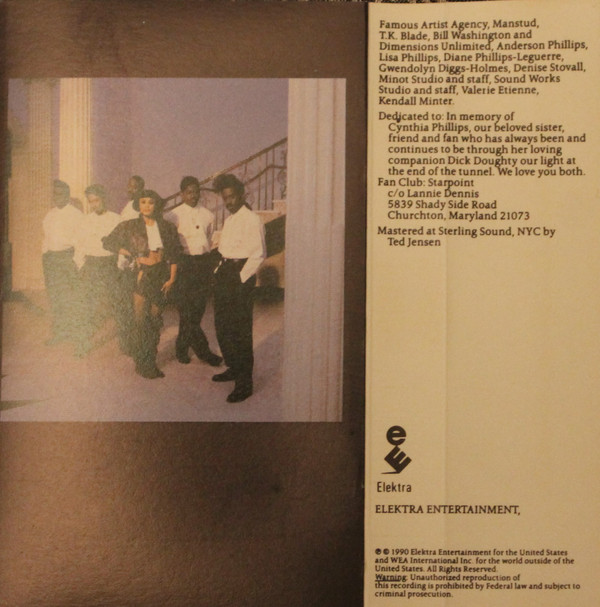 Famous Artist Agency, Manstud,
T.K. Blade, Bill Washington and
Dimensions Unlimited, Anderson Phillips,
Lisa Phillips, Diane Phillips-Leguerre,
Gwendolyn Diggs-Holmes, Denise Stovall,
Minot Studio and staff, Sound Works
Studio and staff, Valerie Etienne,
Kendall Minter.
Dedicated to: In memory of
Cynthia Phillips, our beloved sister,
friend and fan who has always been and
continues to be through her loving
companion Dick Doughty our light at
the end of the tunnel. We love you both.
Fan Club: Starpoint
c/o Lannie Dennis
5839 Shady Side Road
Churchton, Maryland 21073
Mastered at Sterling Sound, NYC by
Ted Jensen
Elektra
ELEKTRA ENTERTAINMENT,
℗ © 1990 Elektra Entertainment for the United States
and WEA International Inc. for the world outside of the
United States. All Rights Reserved.
Warning: Unauthorized reproduction of
this recording is prohibited by Federal law and subject to
criminal prosecution.